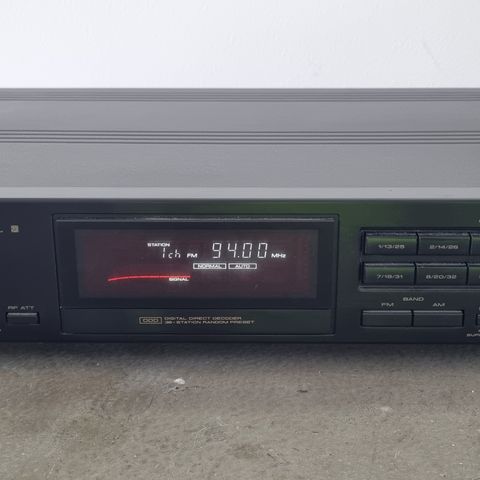 STATION
1ch FM 94.00 MHz
NORMAL AUTO
SIGNAL
RF ATT
DDD DIGITAL DIRECT DECODER
36-STATION RANDOM PRESET
1/13/25 2/14/26
7/19/31 8/20/32
BAND
FM AM